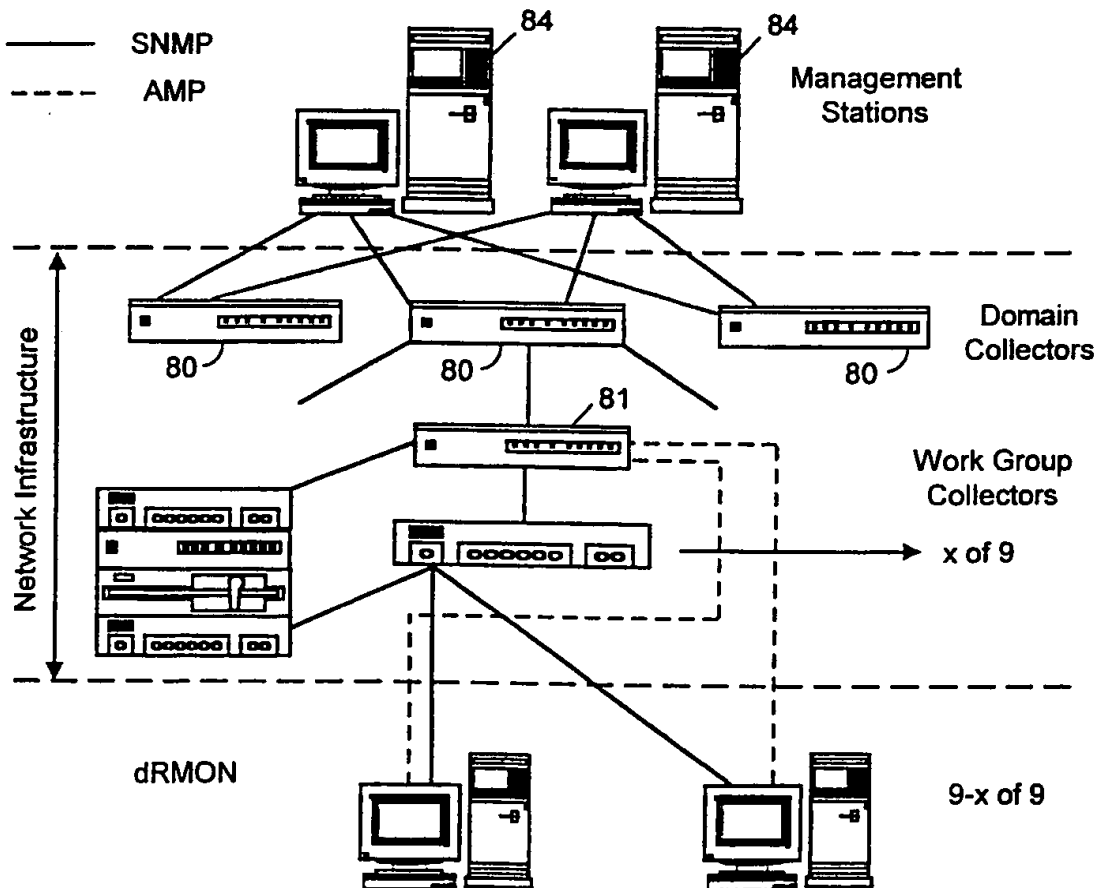 SNMP
AMP
84
84
Management
Stations
Network Infrastructure
80
80
80
Domain
Collectors
81
Work Group
Collectors
x of 9
dRMON
9-x of 9